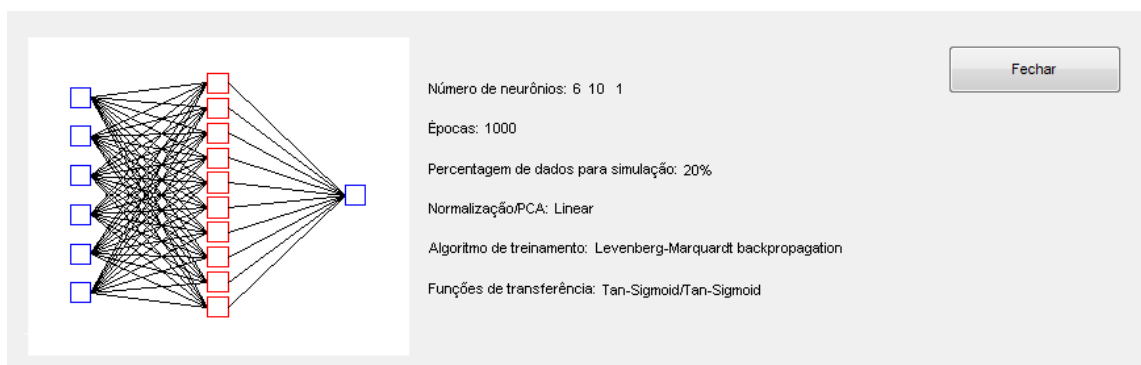 Fechar
Número de neurônios: 6 10 1
Épocas: 1000
Percentagem de dados para simulação: 20%
Normalização/PCA: Linear
Algoritmo de treinamento: Levenberg-Marquardt backpropagation
Funções de transferência: Tan-Sigmoid/Tan-Sigmoid